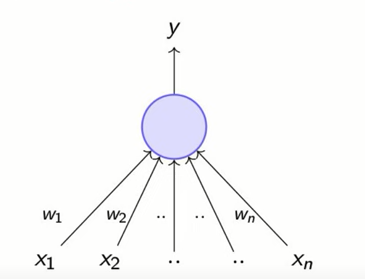 y
w₁ w₂ .. .. wₙ
x₁ x₂ .. .. xₙ